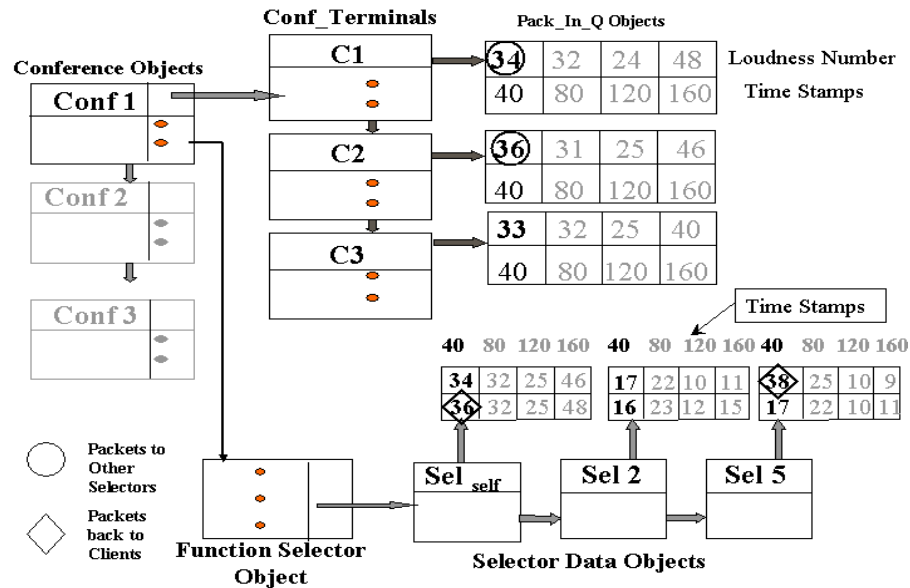 Conf_Terminals
Pack_In_Q Objects
Conference Objects
Conf 1
Conf 2
Conf 3
C1
C2
C3
34 32 24 48
40 80 120 160
Loudness Number
Time Stamps
36 31 25 46
40 80 120 160
33 32 25 40
40 80 120 160
Time Stamps
40 80 120 160
34 32 25 46
36 32 25 48
40 80 120 160
17 22 10 11
16 23 12 15
40 80 120 160
38 25 10 9
17 22 10 11
Packets to
Other
Selectors
Packets
back to
Clients
Function Selector
Object
Sel self
Sel 2
Sel 5
Selector Data Objects